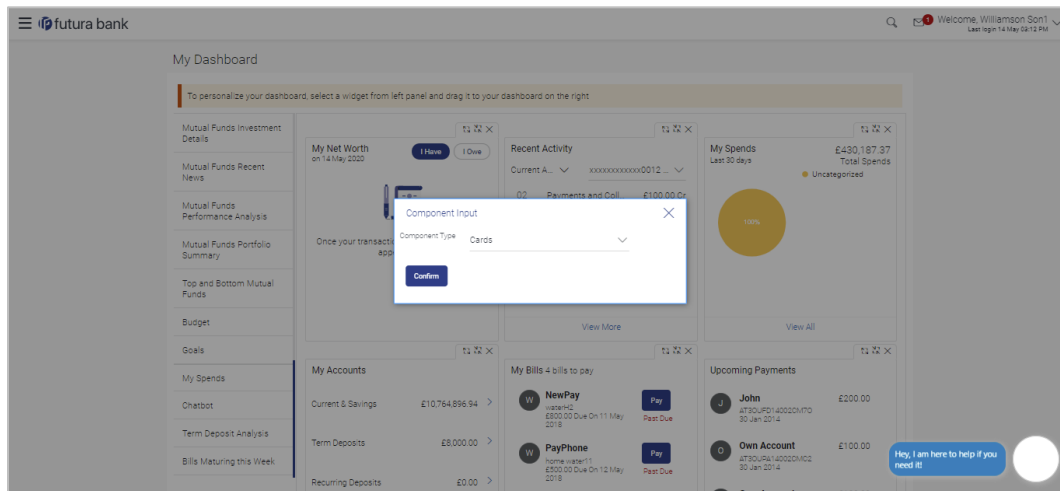 futura bank
1
Welcome, Williamson Son1
Last login 14 May 03:12 PM
My Dashboard
To personalize your dashboard, select a widget from left panel and drag it to your dashboard on the right
Mutual Funds Investment
Details
Mutual Funds Recent
News
Mutual Funds
Performance Analysis
Mutual Funds Portfolio
Summary
Top and Bottom Mutual
Funds
Budget
Goals
My Spends
Chatbot
Term Deposit Analysis
Bills Maturing this Week
My Net Worth
on 14 May 2020
I Have
I Owe
Once your transacti
app
Recent Activity
Current A...
xxxxxxxxxxxx0012 ...
02
Payments and Coll...
£100.00 Cr
View More
My Spends
Last 30 days
£430,187.37
Total Spends
Uncategorized
100%
View All
Component Input
Component Type
Cards
Confirm
My Accounts
Current & Savings
£10,764,896.94
Term Deposits
£8,000.00
Recurring Deposits
£0.00
My Bills 4 bills to pay
W
NewPay
waterH2
£800.00 Due On 11 May
2018
Pay
Past Due
W
PayPhone
home water11
£500.00 Due On 12 May
2018
Pay
Past Due
Upcoming Payments
J
John
£200.00
30 Jan 2014
O
Own Account
£100.00
30 Jan 2014
Hey, I am here to help if you
need it!